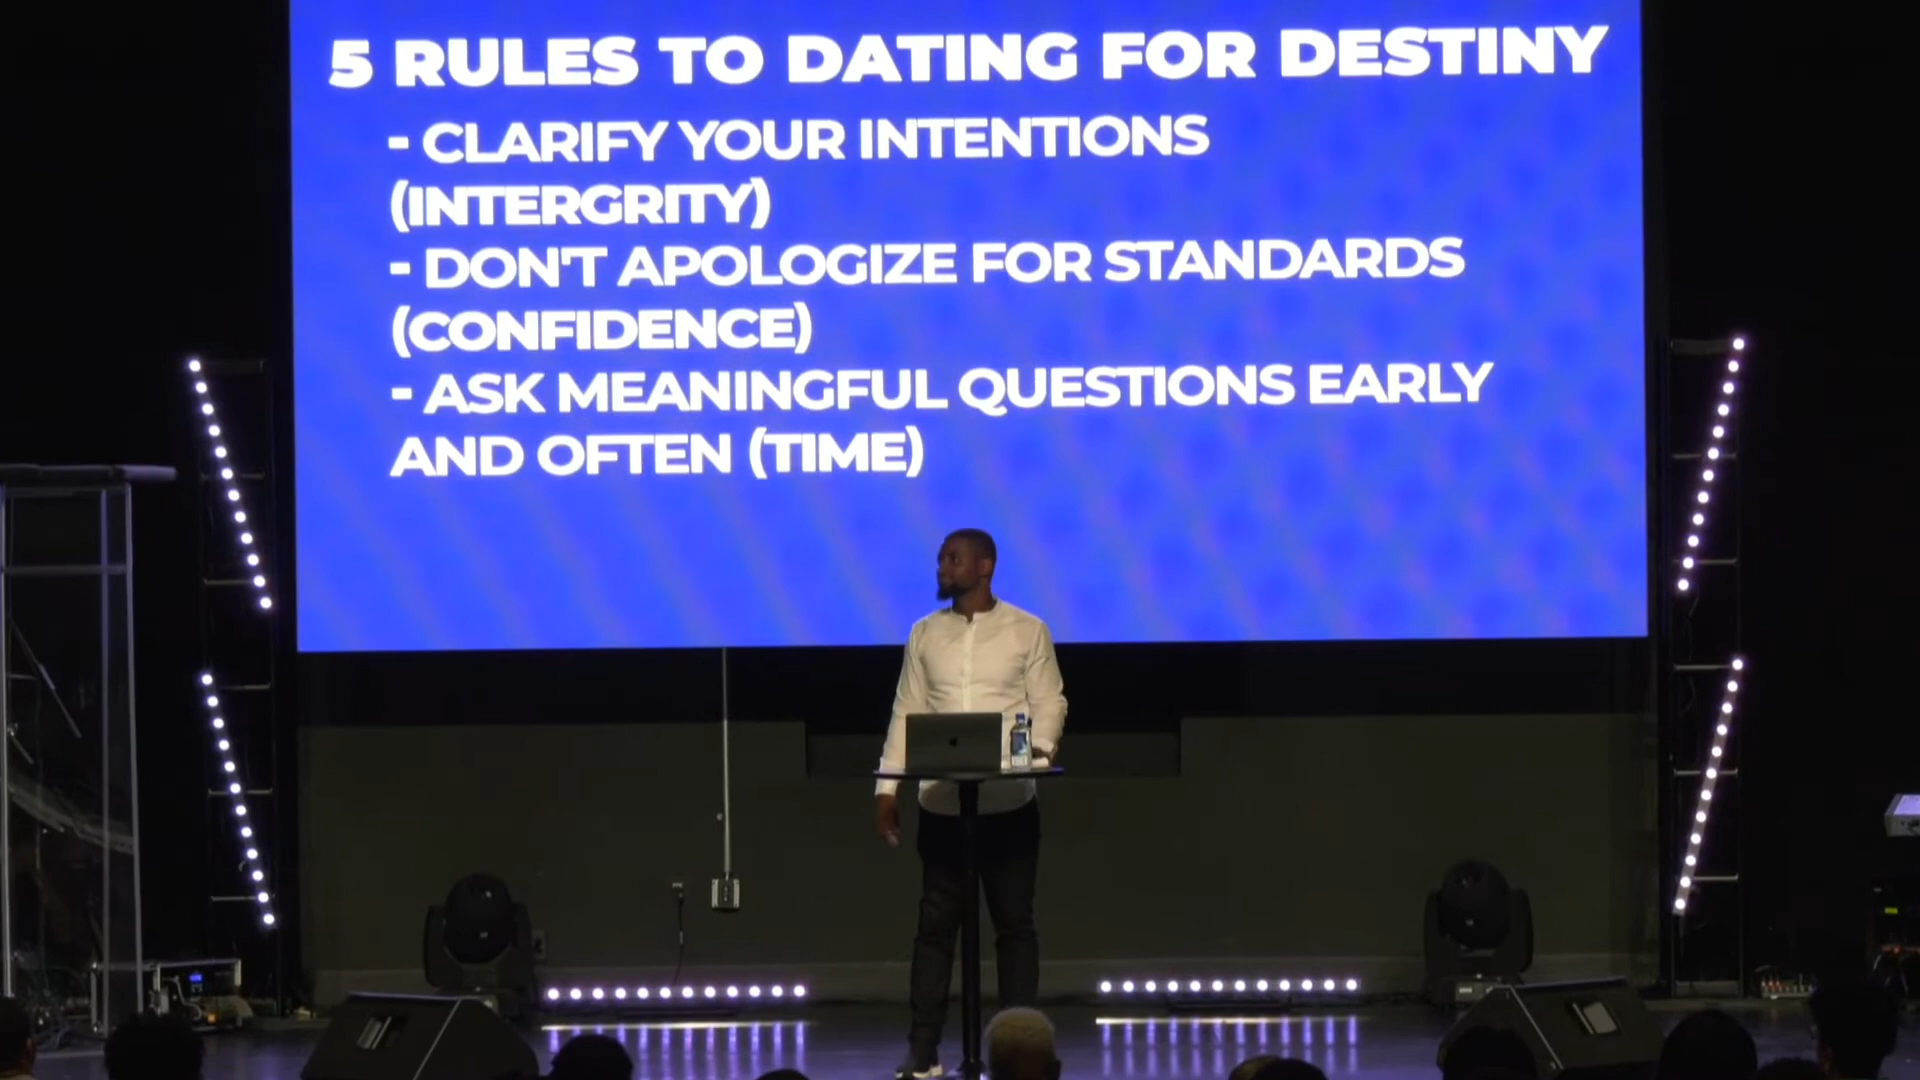 5 RULES TO DATING FOR DESTINY
- CLARIFY YOUR INTENTIONS
(INTERGRITY)
- DON'T APOLOGIZE FOR STANDARDS
(CONFIDENCE)
- ASK MEANINGFUL QUESTIONS EARLY
AND OFTEN (TIME)